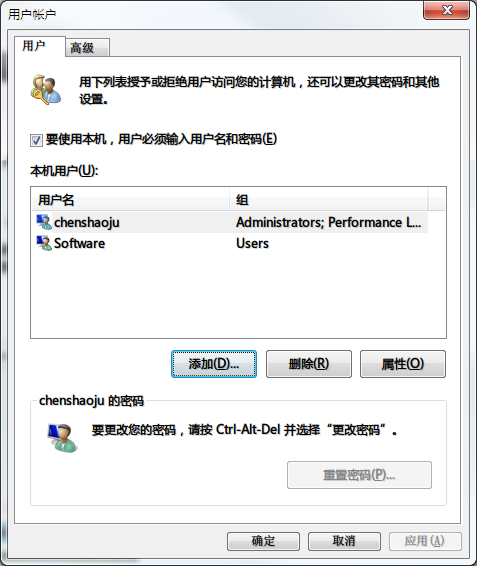 用户帐户
用户
高级
用下列表授予或拒绝用户访问您的计算机，还可以更改其密码和其他
设置。
要使用本机，用户必须输入用户名和密码(E)
本机用户(U):
用户名 组
chenshaoju Administrators; Performance L...
Software Users
添加(D)... 删除(R) 属性(O)
chenshaoju 的密码
要更改您的密码，请按 Ctrl-Alt-Del 并选择“更改密码”。
重置密码(P)...
确定 取消 应用(A)